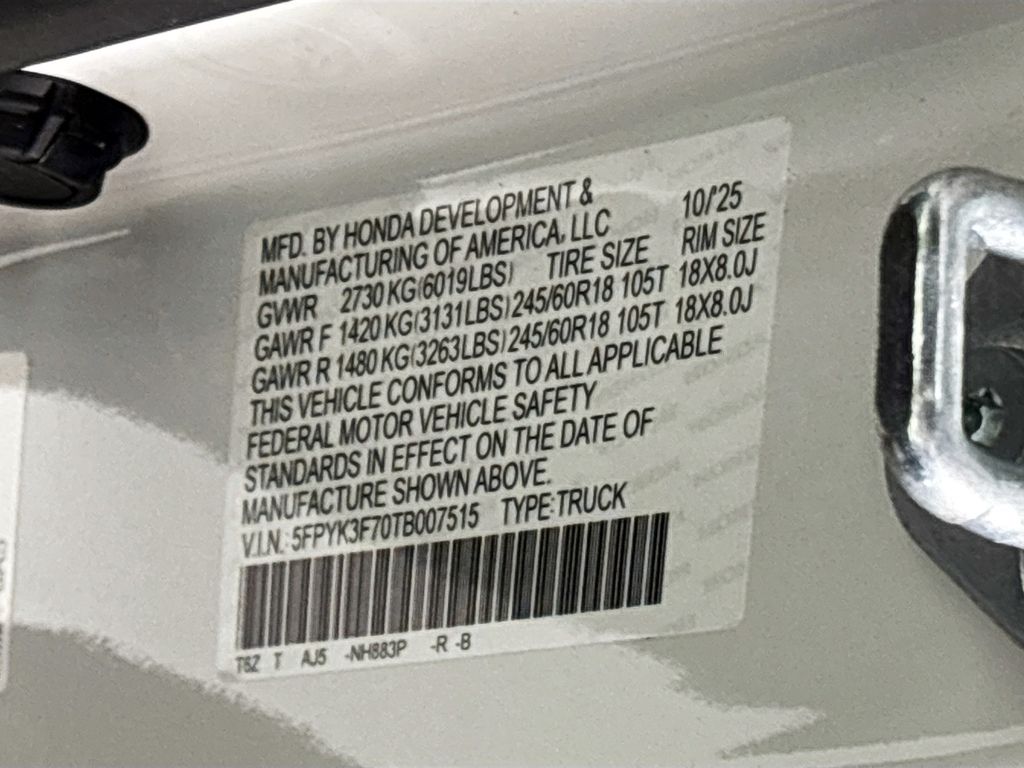 MFD. BY HONDA DEVELOPMENT &
MANUFACTURING OF AMERICA, LLC 10/'25
GVWR 2730 KG(6019LBS) TIRE SIZE RIM SIZE
GAWR F 1420 KG(3131LBS) 245/60R18 105T 18X8.0J
GAWR R 1480 KG(3263LBS) 245/60R18 105T 18X8.0J
THIS VEHICLE CONFORMS TO ALL APPLICABLE
FEDERAL MOTOR VEHICLE SAFETY
STANDARDS IN EFFECT ON THE DATE OF
MANUFACTURE SHOWN ABOVE.
V.I.N.: 5FPYK3F70TB007515 TYPE:TRUCK
T6Z T AJ5 -NH883P -R -B